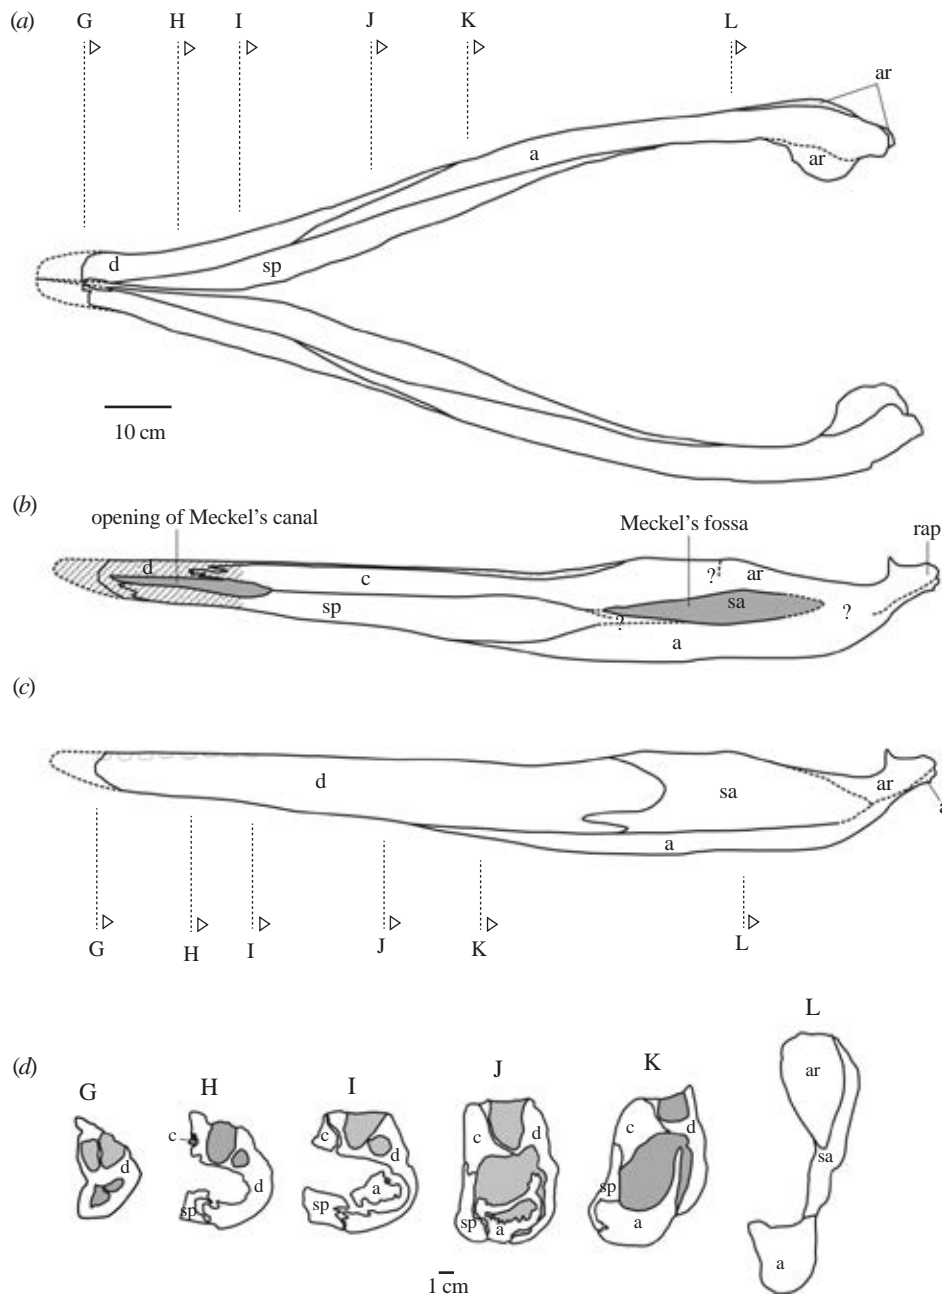 (a) G H I J K L
ar
a
ar
d sp
10 cm
(b) opening of Meckel's canal Meckel's fossa rap
d c ? ar
sp ? sa ?
a
(c)
d sa ar
a a
G H I J K L
(d) G H I J K L
c d
c d sp
c d a sp
c d sp a
c d sp a
ar sa a
1 cm